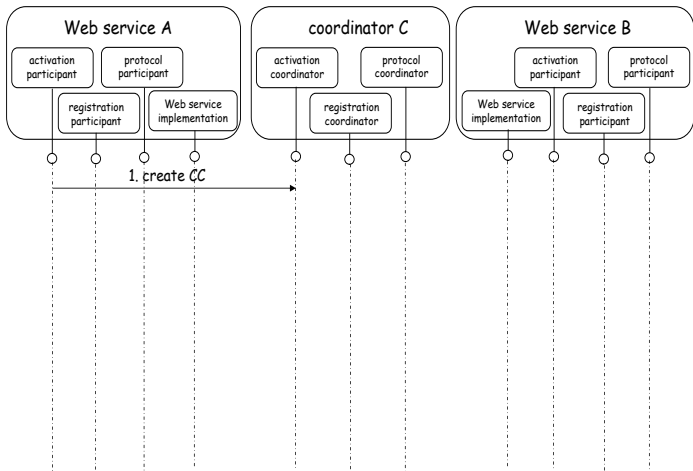 Web service A
activation
participant
protocol
participant
registration
participant
Web service
implementation
coordinator C
activation
coordinator
protocol
coordinator
registration
coordinator
Web service B
activation
participant
protocol
participant
Web service
implementation
registration
participant
1. create CC